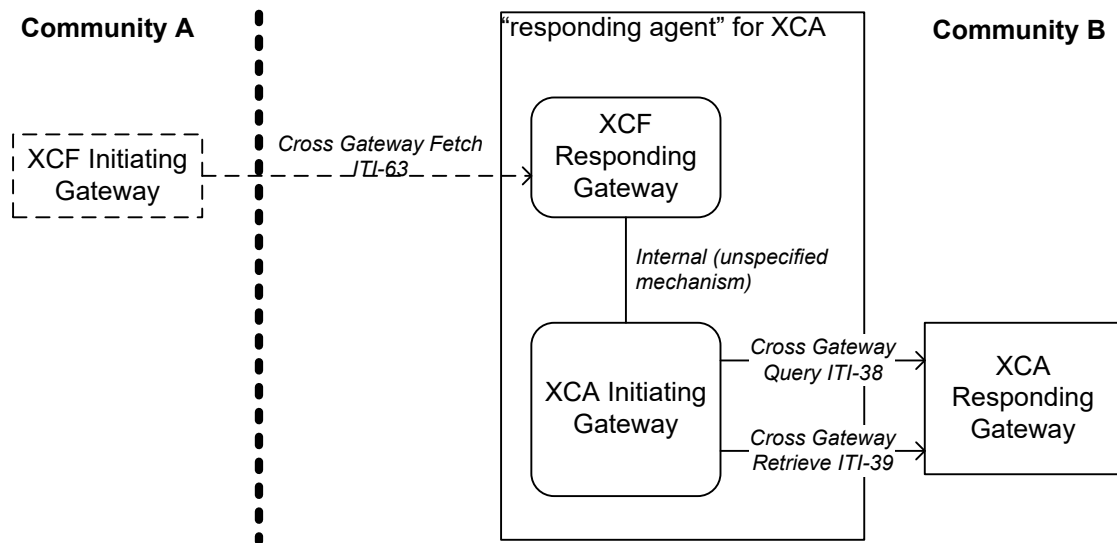 Community A
“responding agent” for XCA
Community B
XCF Initiating
Gateway
Cross Gateway Fetch
ITI-63
XCF
Responding
Gateway
Internal (unspecified
mechanism)
XCA Initiating
Gateway
Cross Gateway
Query ITI-38
Cross Gateway
Retrieve ITI-39
XCA
Responding
Gateway